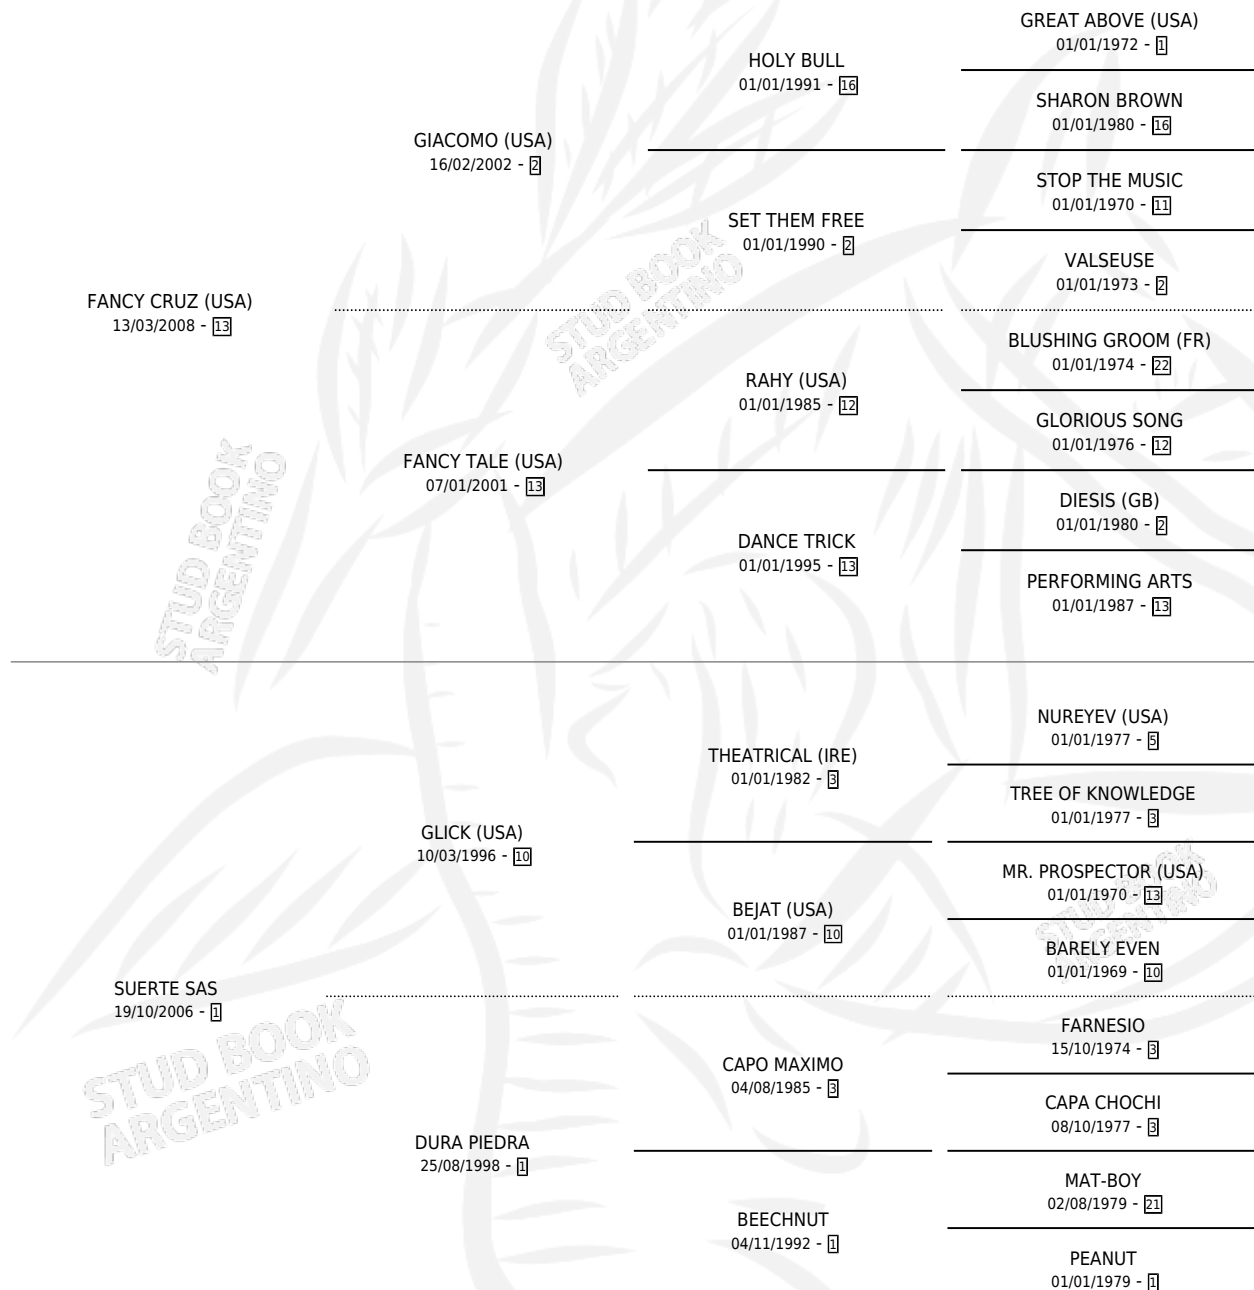 GREAT ABOVE (USA)
01/01/1972 - 1
HOLY BULL
01/01/1991 - 16
SHARON BROWN
01/01/1980 - 16
GIACOMO (USA)
16/02/2002 - 2
STOP THE MUSIC
01/01/1970 - 11
SET THEM FREE
01/01/1990 - 2
VALSEUSE
01/01/1973 - 2
FANCY CRUZ (USA)
13/03/2008 - 13
STUD BOOK
ARGENTINO
BLUSHING GROOM (FR)
01/01/1974 - 22
RAHY (USA)
01/01/1985 - 12
GLORIOUS SONG
01/01/1976 - 12
FANCY TALE (USA)
07/01/2001 - 13
DIESIS (GB)
01/01/1980 - 2
DANCE TRICK
01/01/1995 - 13
PERFORMING ARTS
01/01/1987 - 13
STUD BOOK
ARGENTINO
NUREYEV (USA)
01/01/1977 - 5
THEATRICAL (IRE)
01/01/1982 - 3
TREE OF KNOWLEDGE
01/01/1977 - 3
GLICK (USA)
10/03/1996 - 10
MR. PROSPECTOR (USA)
01/01/1970 - 13
BEJAT (USA)
01/01/1987 - 10
BARELY EVEN
01/01/1969 - 10
STUD BOOK
ARGENTINO
SUERTE SAS
19/10/2006 - 1
FARNESIO
15/10/1974 - 3
CAPO MAXIMO
04/08/1985 - 3
CAPA CHOCHI
08/10/1977 - 3
STUD BOOK
ARGENTINO
DURA PIEDRA
25/08/1998 - 1
MAT-BOY
02/08/1979 - 21
BEECHNUT
04/11/1992 - 1
PEANUT
01/01/1979 - 1